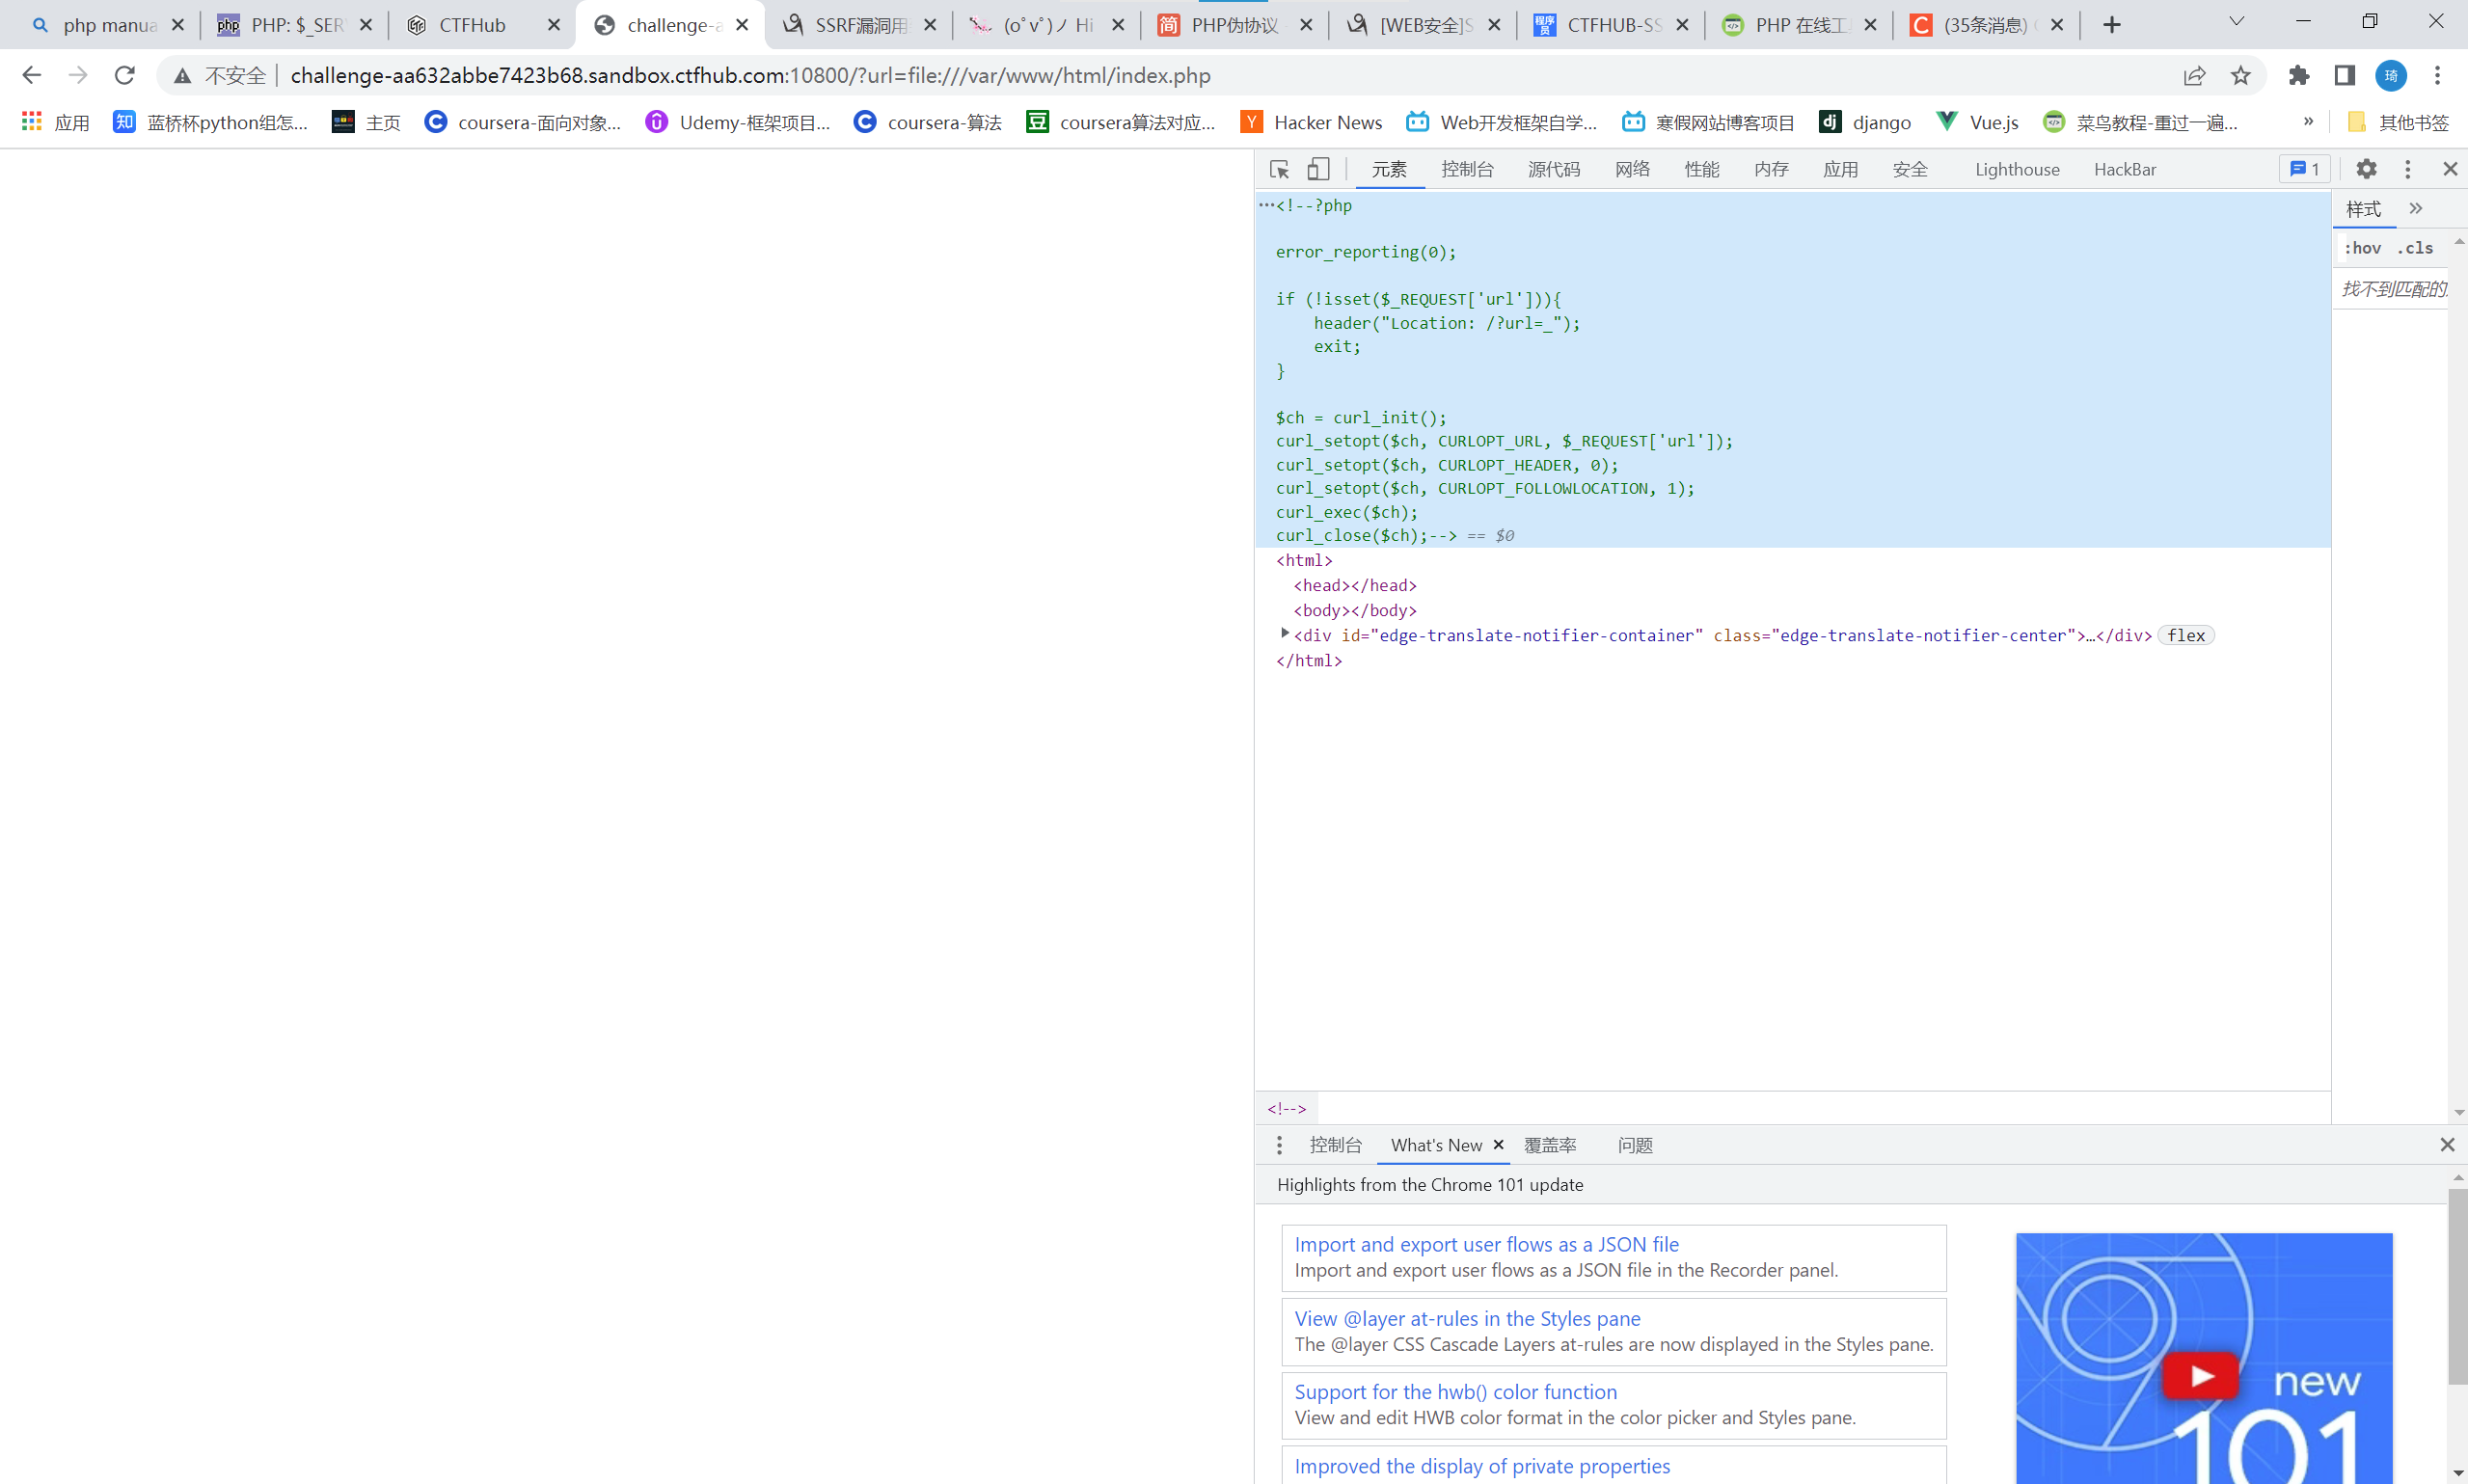 php manua
PHP: $_SER
CTFHub
challenge-a
SSRF漏洞用
(o°v°)ノ Hi
PHP伪协议
[WEB安全]S
CTFHUB-SS
PHP 在线工
(35条消息)
不安全
challenge-aa632abbe7423b68.sandbox.ctfhub.com:10800/?url=file:///var/www/html/index.php
琦
应用
蓝桥杯python组怎...
主页
coursera-面向对象...
Udemy-框架项目...
coursera-算法
coursera算法对应...
Hacker News
Web开发框架自学...
寒假网站博客项目
django
Vue.js
菜鸟教程-重过一遍...
»
其他书签
元素
控制台
源代码
网络
性能
内存
应用
安全
Lighthouse
HackBar
1
样式
»
:hov .cls
找不到匹配的
<!--?php
error_reporting(0);
if (!isset($_REQUEST['url'])){
header("Location: /?url=_");
exit;
}
$ch = curl_init();
curl_setopt($ch, CURLOPT_URL, $_REQUEST['url']);
curl_setopt($ch, CURLOPT_HEADER, 0);
curl_setopt($ch, CURLOPT_FOLLOWLOCATION, 1);
curl_exec($ch);
curl_close($ch);--> == $0
<html>
<head></head>
<body></body>
<div id="edge-translate-notifier-container" class="edge-translate-notifier-center">…</div> flex
</html>
<!-->
控制台
What's New
覆盖率
问题
Highlights from the Chrome 101 update
Import and export user flows as a JSON file
Import and export user flows as a JSON file in the Recorder panel.
View @layer at-rules in the Styles pane
The @layer CSS Cascade Layers at-rules are now displayed in the Styles pane.
Support for the hwb() color function
View and edit HWB color format in the color picker and Styles pane.
Improved the display of private properties
new
101